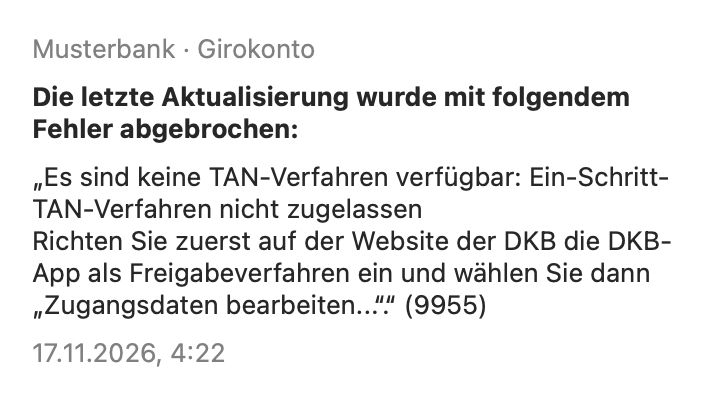 Musterbank · Girokonto
Die letzte Aktualisierung wurde mit folgendem
Fehler abgebrochen:
„Es sind keine TAN-Verfahren verfügbar: Ein-Schritt-
TAN-Verfahren nicht zugelassen
Richten Sie zuerst auf der Website der DKB die DKB-
App als Freigabeverfahren ein und wählen Sie dann
„Zugangsdaten bearbeiten...“.“ (9955)
17.11.2026, 4:22